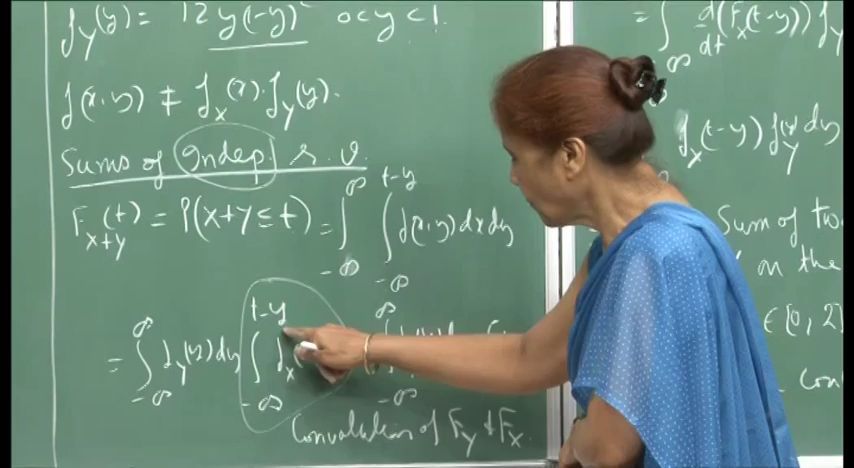 f_Y(y) = 12 y(1-y)² 0<y<1.
f(x,y) ≠ f_X(x).f_Y(y).
Sums of Indep. r. v.
F_{X+Y}(t) = P(X+Y ≤ t) = ∫_{-∞}^{∞} ∫_{-∞}^{t-y} f(x,y) dx dy
= ∫_{-∞}^{∞} f_Y(y) dy ∫_{-∞}^{t-y} f_X
Convolution of F_Y & F_X.
= ∫_{-∞} d/dt (F_X(t-y)) f_Y
f_X(t-y) f_Y(y) dy
Sum of two
on the
∈ [0, 2]